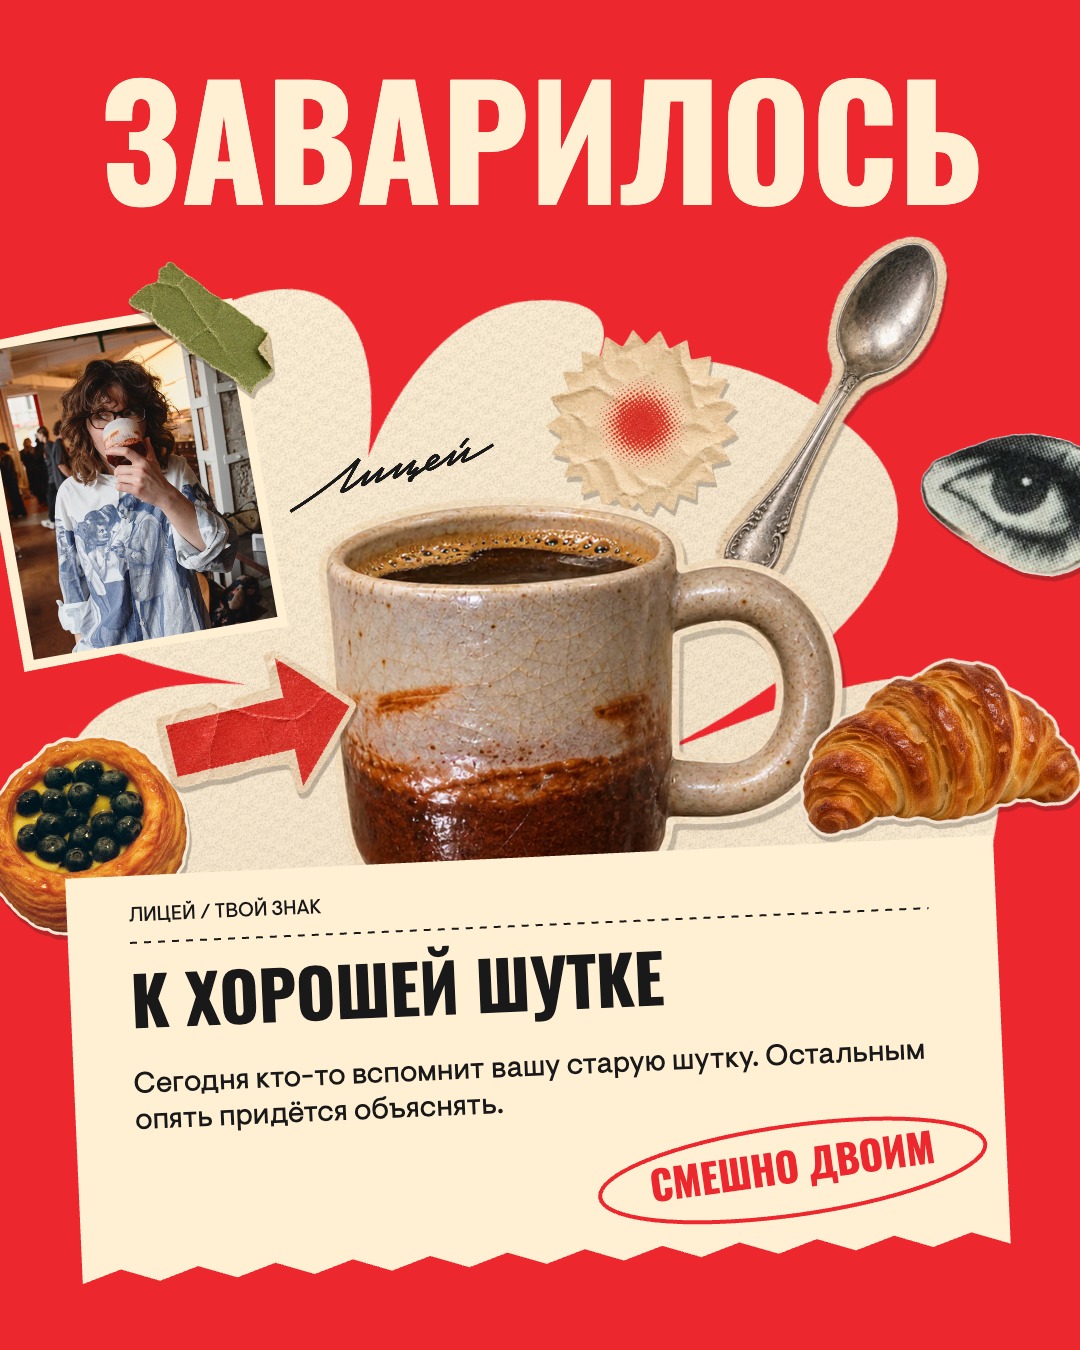 ЗАВАРИЛОСЬ
Лицей
ЛИЦЕЙ / ТВОЙ ЗНАК
К ХОРОШЕЙ ШУТКЕ
Сегодня кто-то вспомнит вашу старую шутку. Остальным
опять придётся объяснять.
СМЕШНО ДВОИМ